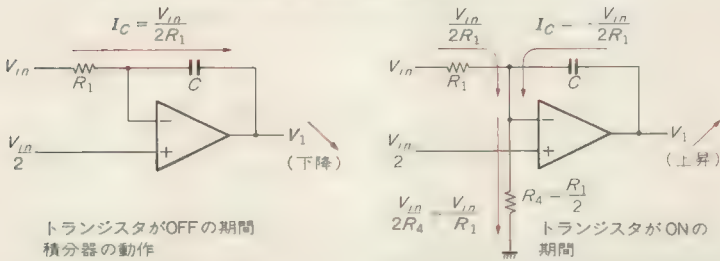 I_C = V_in/2R_1
V_in
R_1
C
V_in/2
V_1
(下降)
トランジスタがOFFの期間
積分器の動作
V_in/2R_1
I_C - - V_in/2R_1
V_in
R_1
C
V_in/2
V_1
(上昇)
R_4 - R_1/2
V_in/2R_4 - V_in/R_1
トランジスタがONの
期間